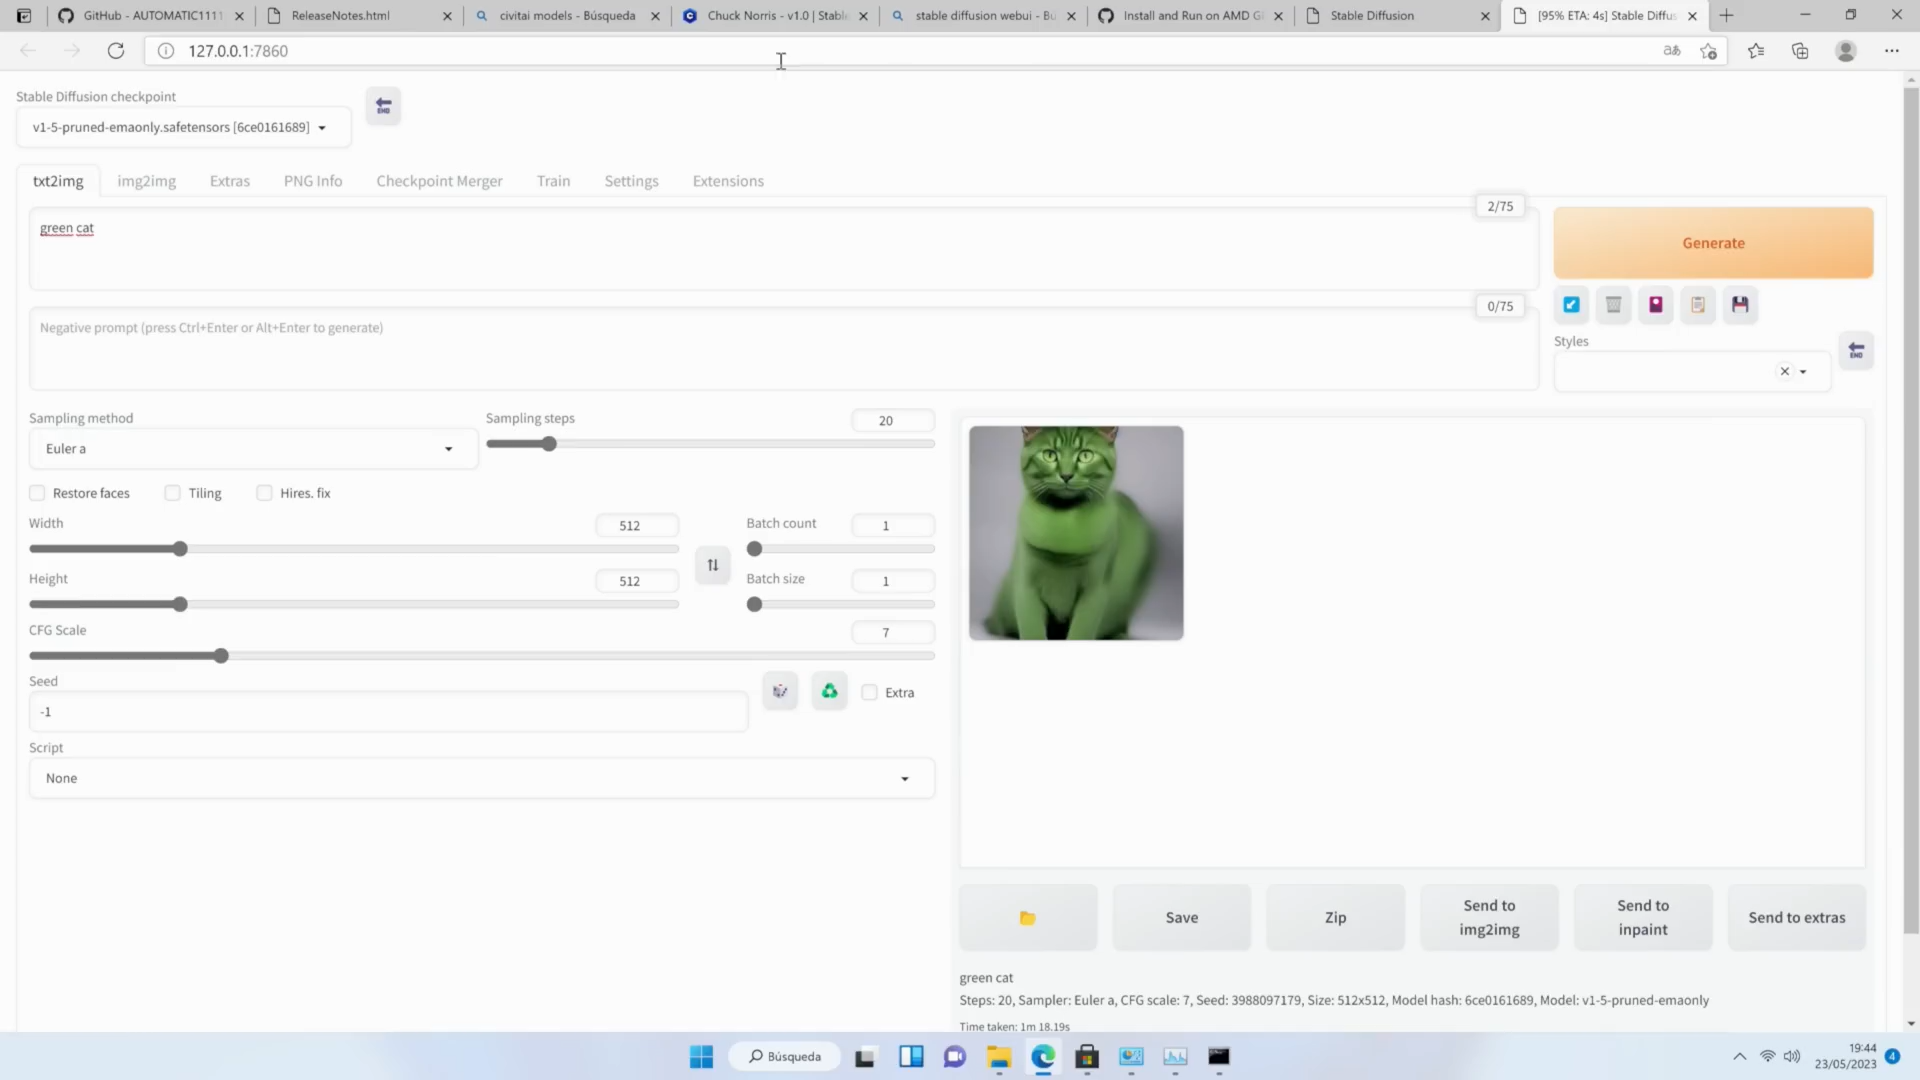 GitHub - AUTOMATIC1111
ReleaseNotes.html
civitai models - Búsqueda
Chuck Norris - v1.0 | Stable
stable diffusion webui - Bú
Install and Run on AMD G
Stable Diffusion
[95% ETA: 4s] Stable Diffus
127.0.0.1:7860
aあ
Stable Diffusion checkpoint
v1-5-pruned-emaonly.safetensors [6ce0161689]
END
txt2img
img2img
Extras
PNG Info
Checkpoint Merger
Train
Settings
Extensions
2/75
green cat
Generate
0/75
Negative prompt (press Ctrl+Enter or Alt+Enter to generate)
Styles
END
Sampling method
Euler a
Sampling steps
20
Restore faces
Tiling
Hires. fix
Width
512
Batch count
1
Height
512
Batch size
1
CFG Scale
7
Seed
-1
Extra
Script
None
Save
Zip
Send to
img2img
Send to
inpaint
Send to extras
green cat
Steps: 20, Sampler: Euler a, CFG scale: 7, Seed: 3988097179, Size: 512x512, Model hash: 6ce0161689, Model: v1-5-pruned-emaonly
Time taken: 1m 18.19s
Búsqueda
19:44
23/05/2023
4